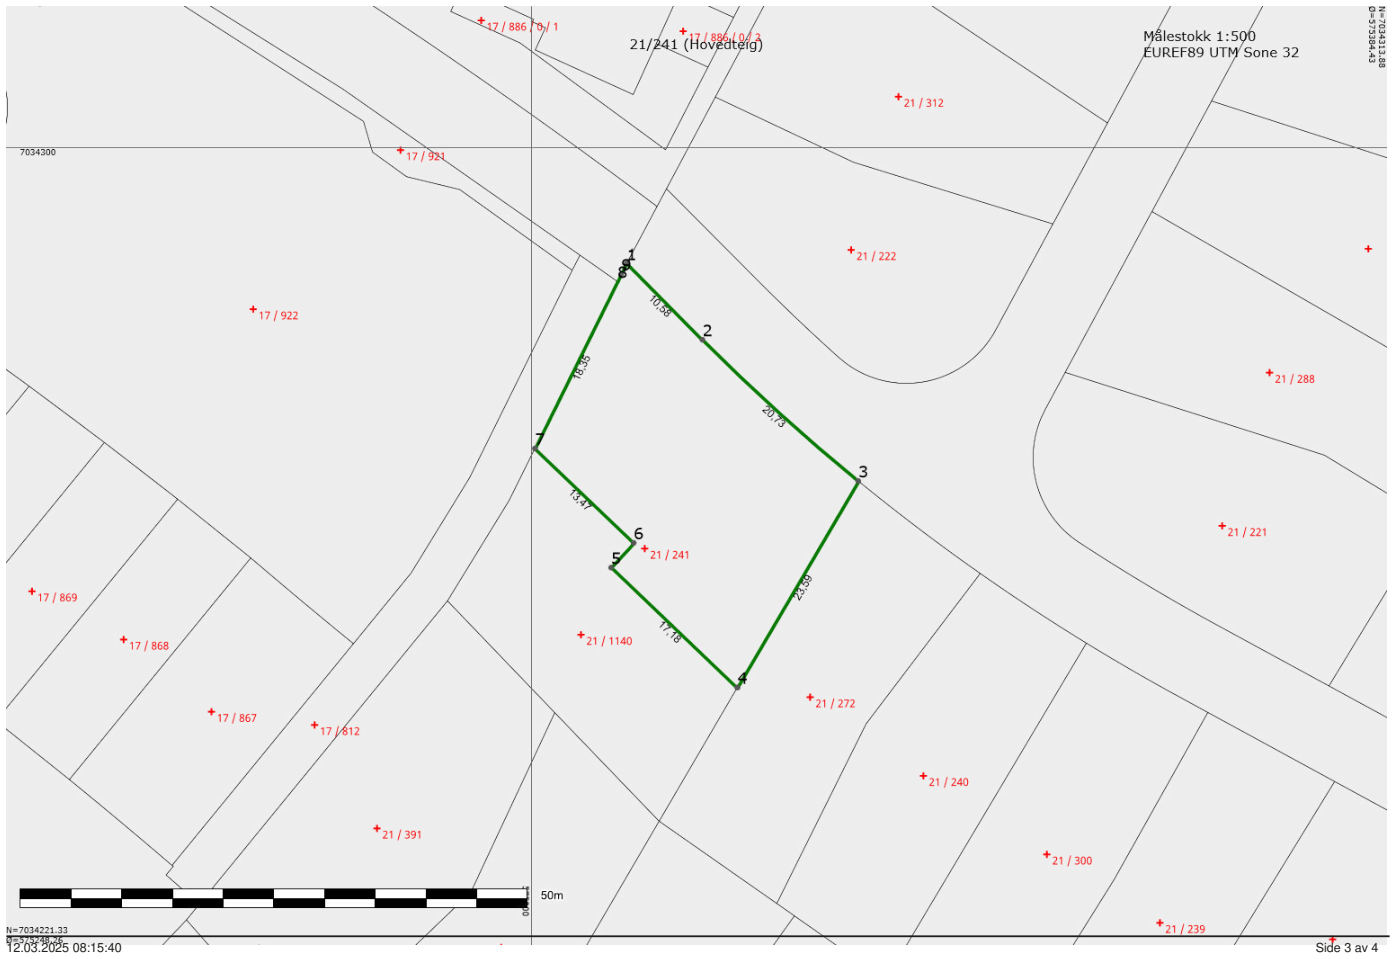 17 / 886 / 0 / 1
17 / 886 / 0 / 2
21/241 (Hovedteig)
Målestokk 1:500
EUREF89 UTM Sone 32
N=7034313.88
Ø=575384.43
21 / 312
7034300
17 / 921
21 / 222
1
9
8
10,58
17 / 922
2
18,35
21 / 288
20,73
7
3
13,47
6
21 / 241
5
21 / 221
23,59
17 / 869
17 / 868
21 / 1140
17,18
4
21 / 272
17 / 867
17 / 812
21 / 240
21 / 391
21 / 300
50m
21 / 239
N=7034221.33
Ø=575248.26
12.03.2025 08:15:40
Side 3 av 4